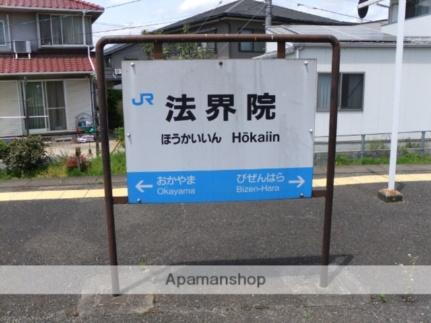 JR
法界院
ほうかいいん Hōkaiin
おかやま びぜんはら
Okayama Bizen-Hara
Apamanshop